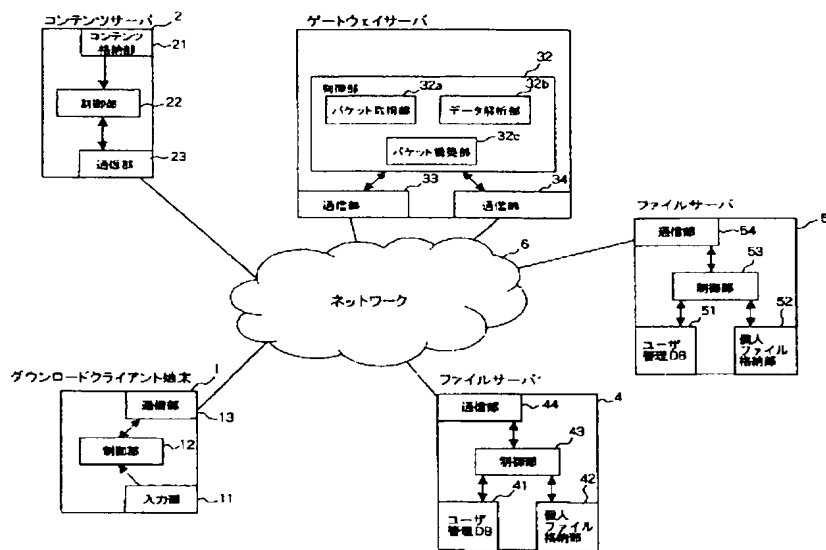 コンテンツサーバ
2
コンテンツ
格納部
21
制御部
22
通信部
23
ゲートウェイサーバ
32
制御部
32a
パケット取得部
32b
データ解析部
32c
パケット構築部
33
通信部
34
通信部
ファイルサーバ
5
通信部
54
53
制御部
51
52
ユーザ
管理DB
個人
ファイル
格納部
6
ネットワーク
ダウンロードクライアント端末
1
通信部
13
制御部
12
入力部
11
ファイルサーバ
4
通信部
44
43
制御部
41
42
ユーザ
管理DB
個人
ファイル
格納部